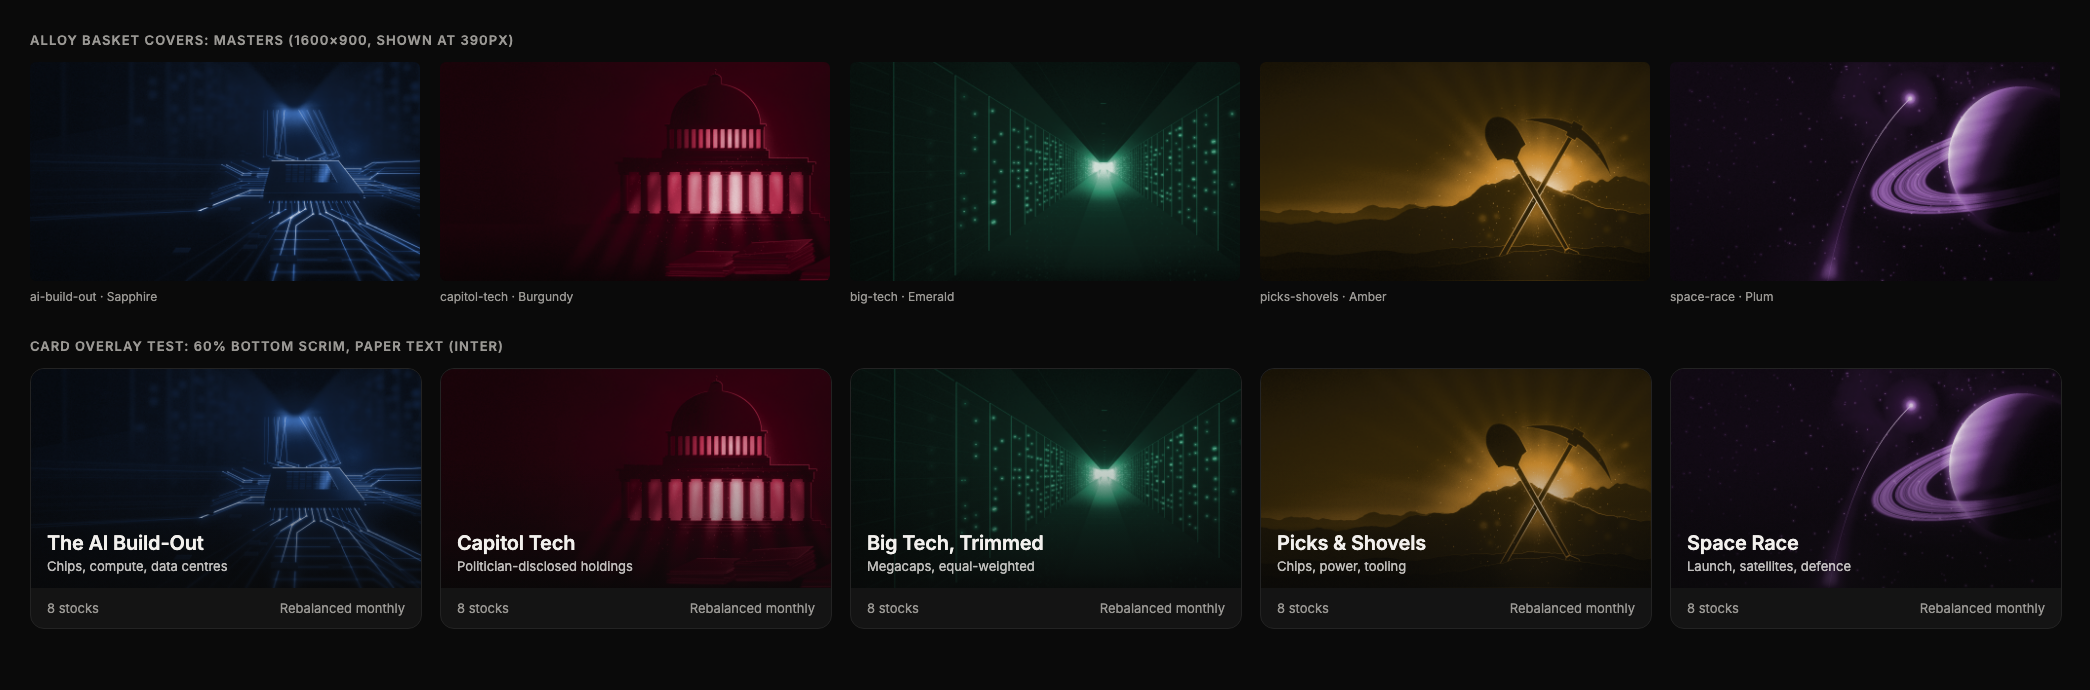 ALLOY BASKET COVERS: MASTERS (1600×900, SHOWN AT 390PX)
ai-build-out · Sapphire
capitol-tech · Burgundy
big-tech · Emerald
picks-shovels · Amber
space-race · Plum
CARD OVERLAY TEST: 60% BOTTOM SCRIM, PAPER TEXT (INTER)
The AI Build-Out
Chips, compute, data centres
8 stocks
Rebalanced monthly
Capitol Tech
Politician-disclosed holdings
8 stocks
Rebalanced monthly
Big Tech, Trimmed
Megacaps, equal-weighted
8 stocks
Rebalanced monthly
Picks & Shovels
Chips, power, tooling
8 stocks
Rebalanced monthly
Space Race
Launch, satellites, defence
8 stocks
Rebalanced monthly